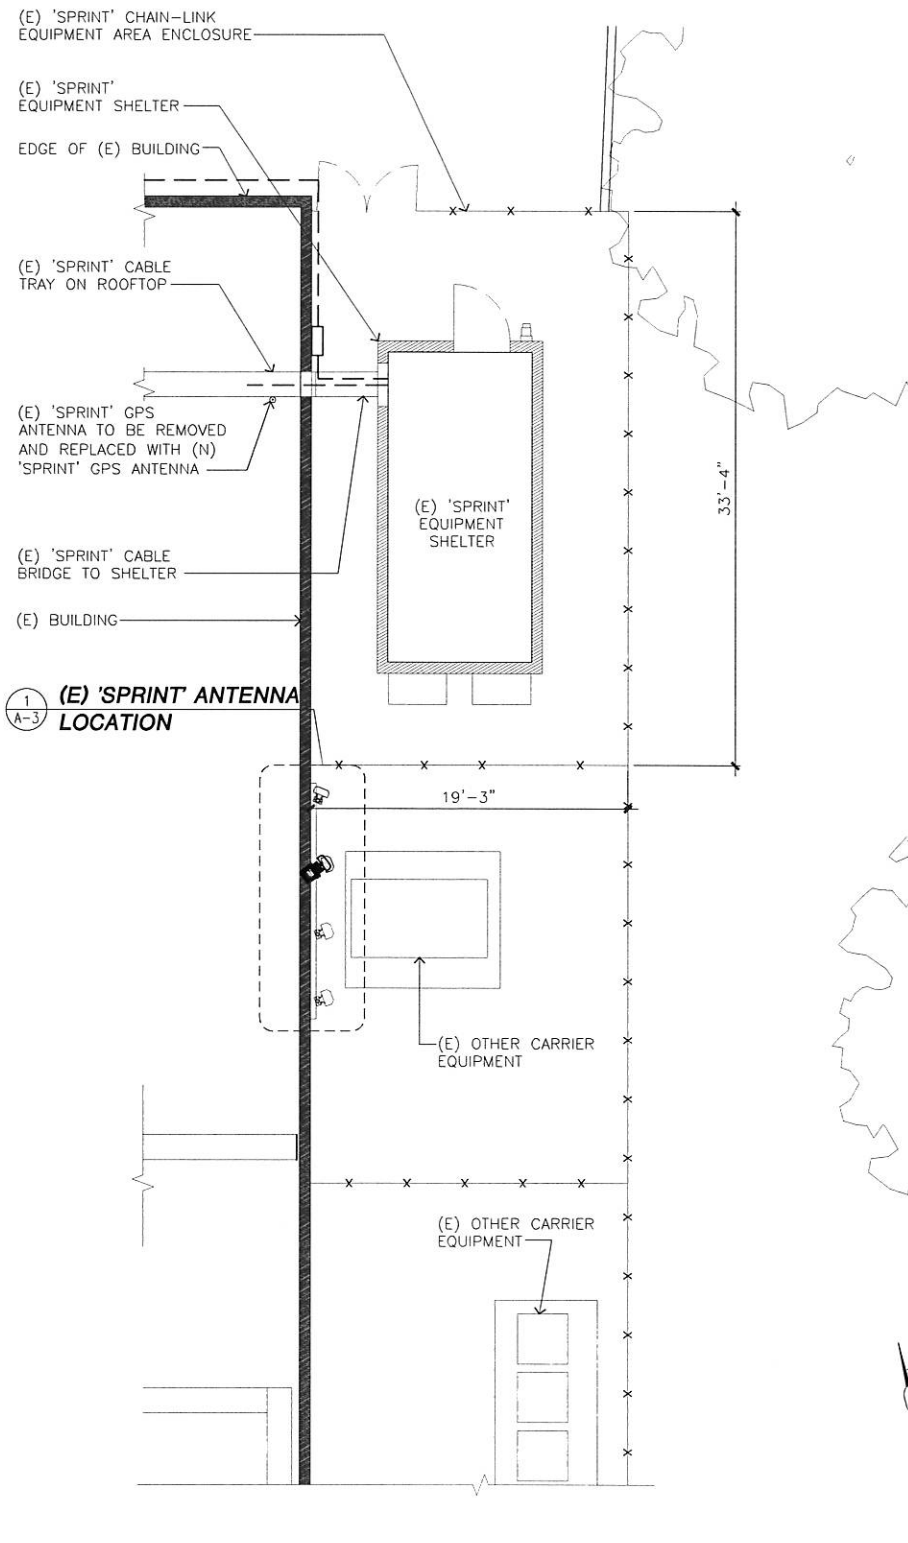 (E) 'SPRINT' CHAIN-LINK
EQUIPMENT AREA ENCLOSURE
(E) 'SPRINT'
EQUIPMENT SHELTER
EDGE OF (E) BUILDING
(E) 'SPRINT' CABLE
TRAY ON ROOFTOP
(E) 'SPRINT' GPS
ANTENNA TO BE REMOVED
AND REPLACED WITH (N)
'SPRINT' GPS ANTENNA
(E) 'SPRINT'
EQUIPMENT
SHELTER
33'-4"
(E) 'SPRINT' CABLE
BRIDGE TO SHELTER
(E) BUILDING
1
A-3
(E) 'SPRINT' ANTENNA
LOCATION
19'-3"
(E) OTHER CARRIER
EQUIPMENT
(E) OTHER CARRIER
EQUIPMENT